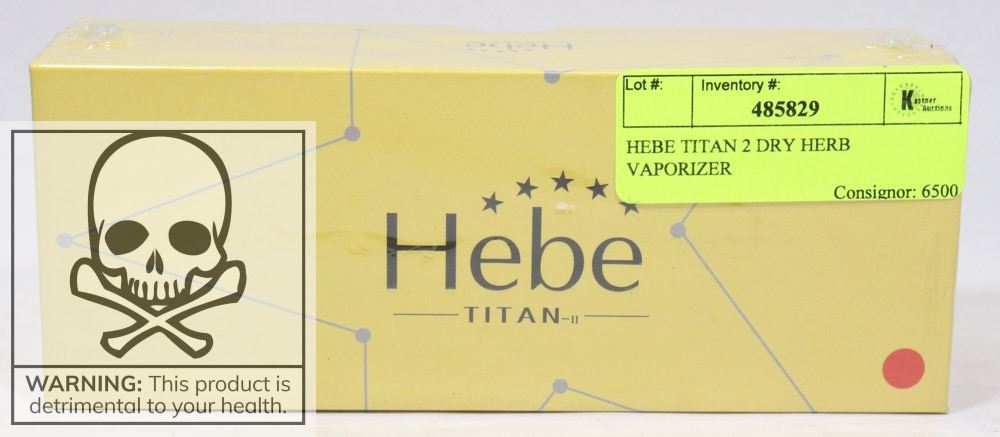 Hebe
Lot #:
Inventory #:
485829
Kastner
Auctions
HEBE TITAN 2 DRY HERB
VAPORIZER
Consignor: 6500
Hebe
TITAN-II
WARNING: This product is
detrimental to your health.